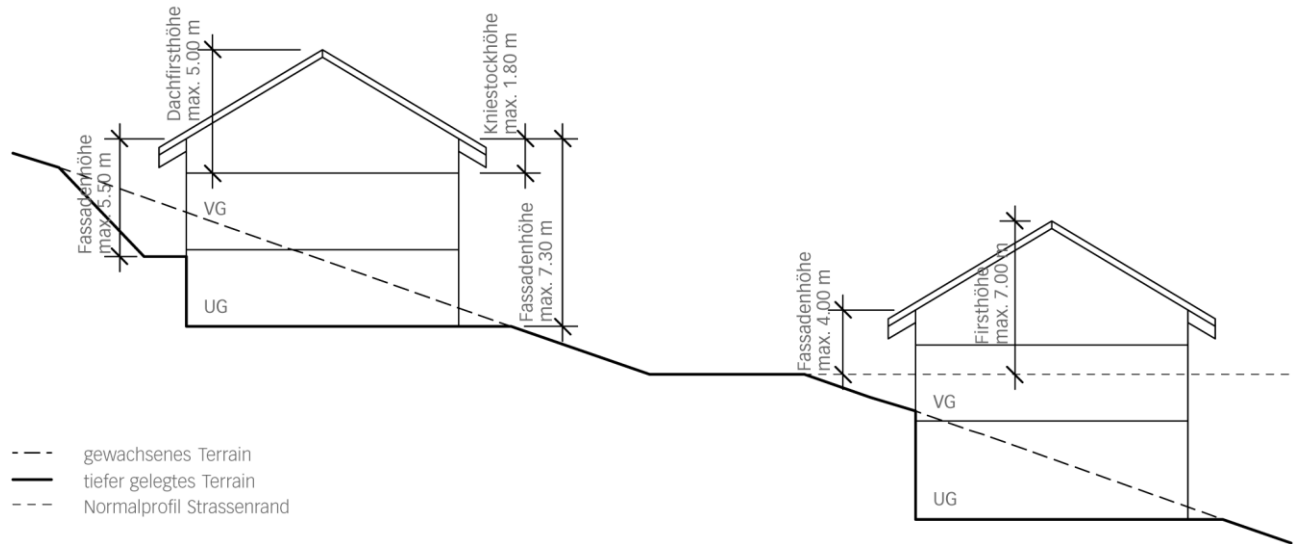 Dachfirsthöhe
max. 5.00 m
Kniestockhöhe
max. 1.80 m
Fassadenhöhe
max. 5.50 m
VG
UG
Fassadenhöhe
max. 7.30 m
Fassadenhöhe
max. 4.00 m
Firsthöhe
max. 7.00 m
VG
UG
gewachsenes Terrain
tiefer gelegtes Terrain
Normalprofil Strassenrand